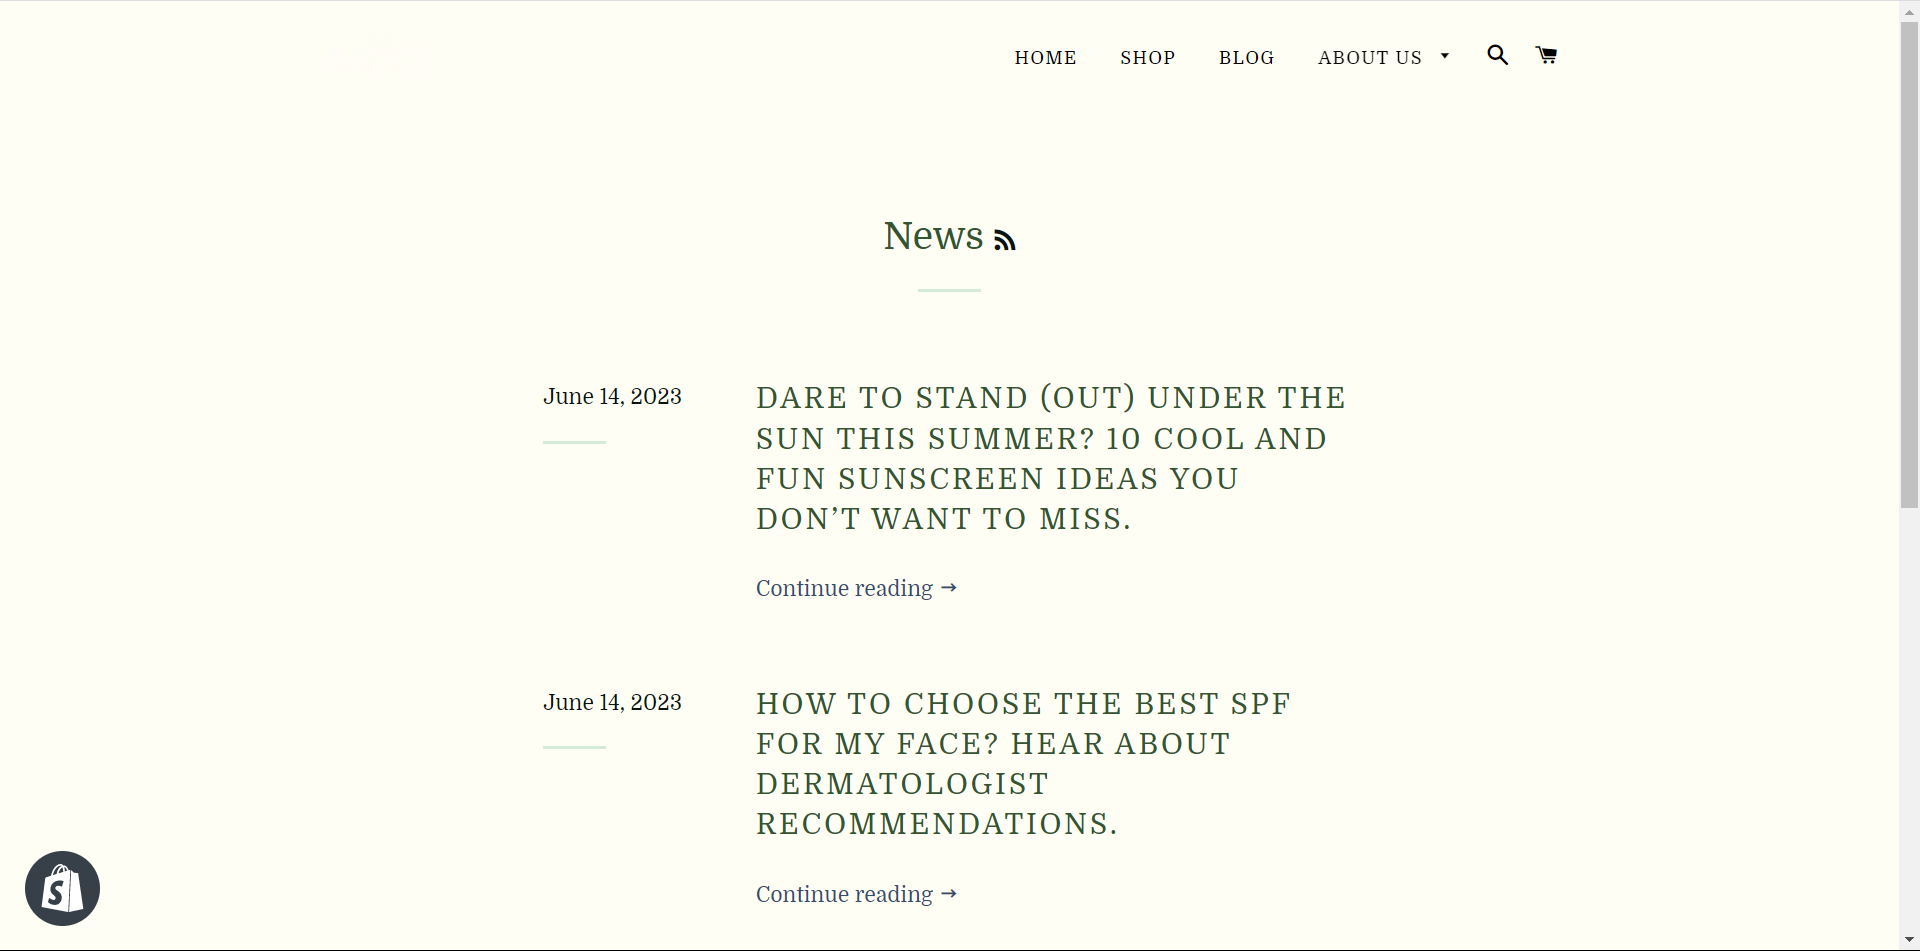 HOME SHOP BLOG ABOUT US
News
June 14, 2023
DARE TO STAND (OUT) UNDER THE
SUN THIS SUMMER? 10 COOL AND
FUN SUNSCREEN IDEAS YOU
DON’T WANT TO MISS.
Continue reading →
June 14, 2023
HOW TO CHOOSE THE BEST SPF
FOR MY FACE? HEAR ABOUT
DERMATOLOGIST
RECOMMENDATIONS.
Continue reading →